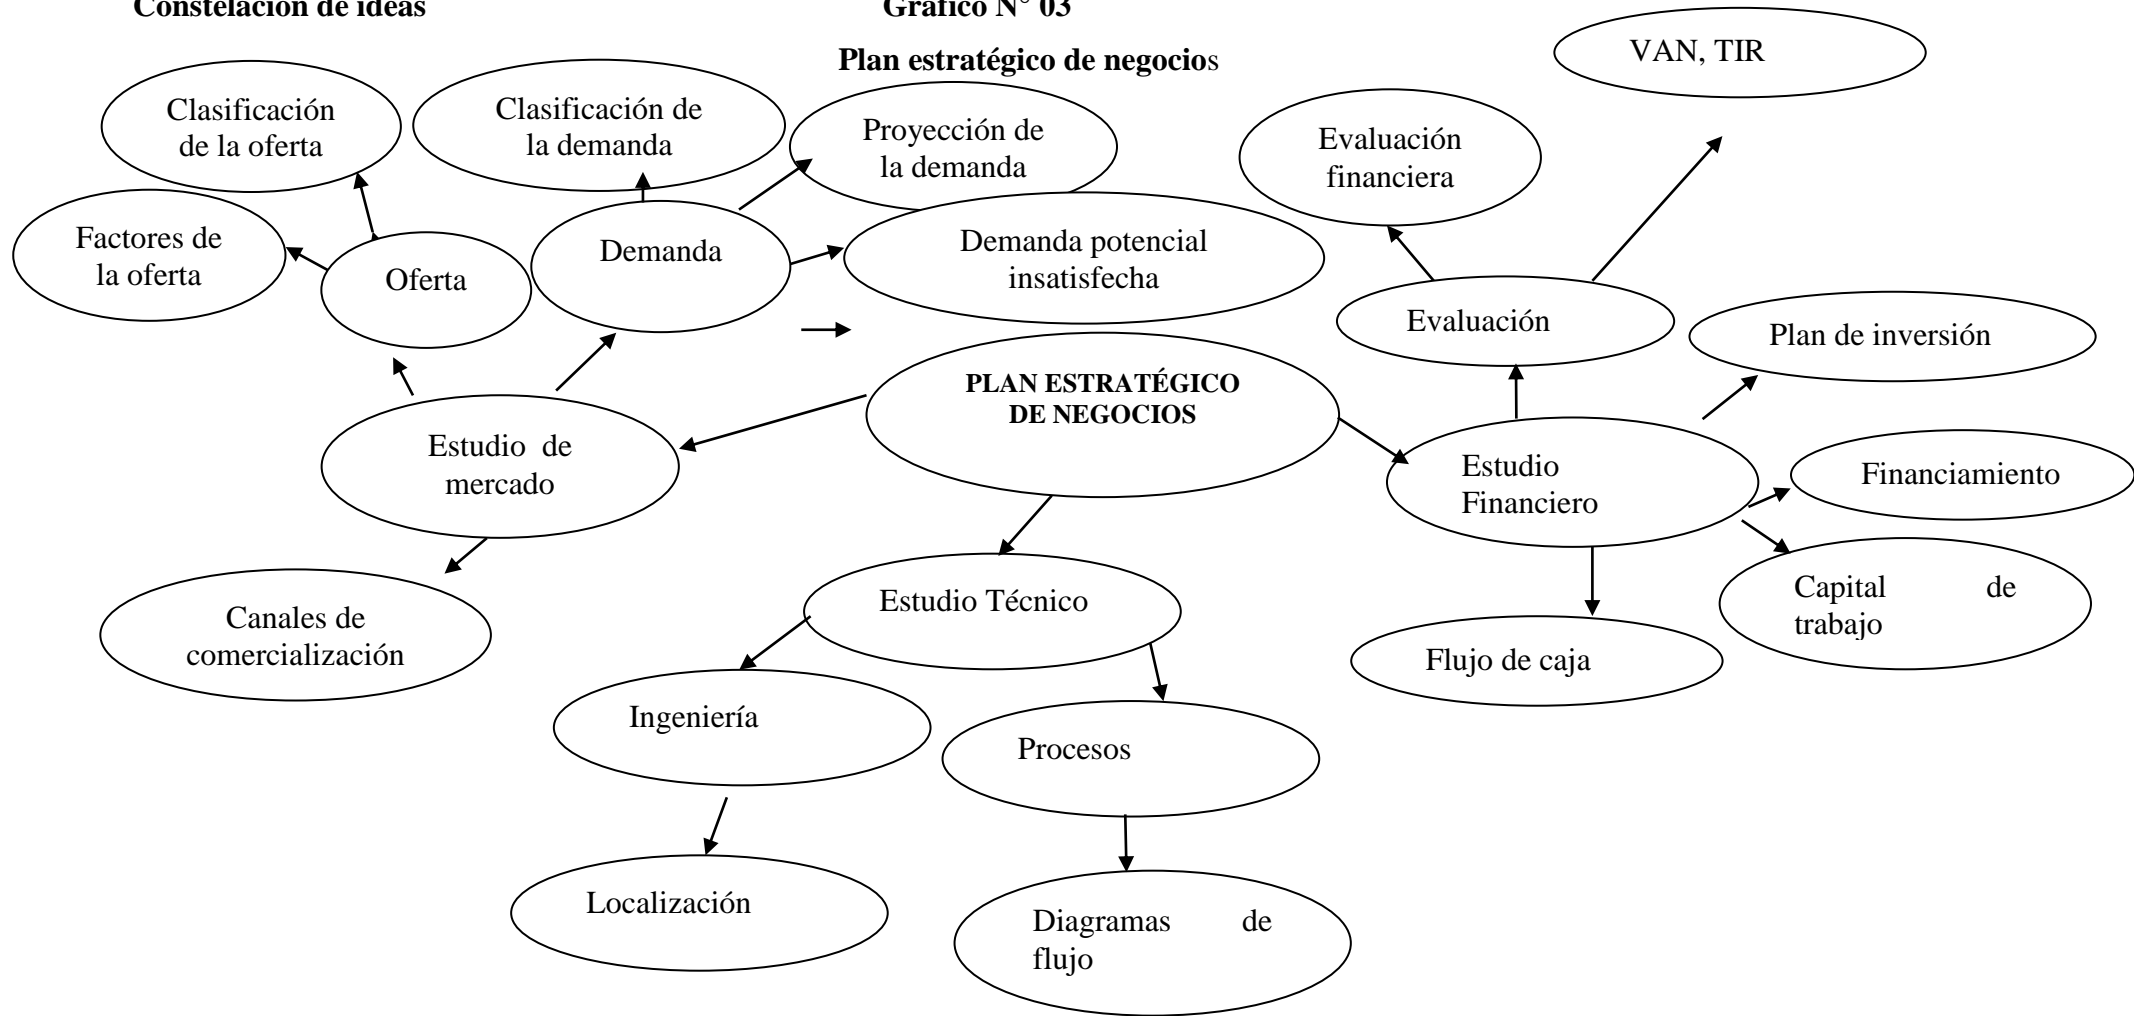 Constelación de ideas
Gráfico N° 03
Plan estratégico de negocios
VAN, TIR
Clasificación
de la oferta
Clasificación de
la demanda
Proyección de
la demanda
Evaluación
financiera
Factores de
la oferta
Oferta
Demanda
Demanda potencial
insatisfecha
Evaluación
Plan de inversión
PLAN ESTRATÉGICO
DE NEGOCIOS
Estudio de
mercado
Estudio
Financiero
Financiamiento
Canales de
comercialización
Estudio Técnico
Capital de
trabajo
Flujo de caja
Ingeniería
Procesos
Localización
Diagramas de
flujo